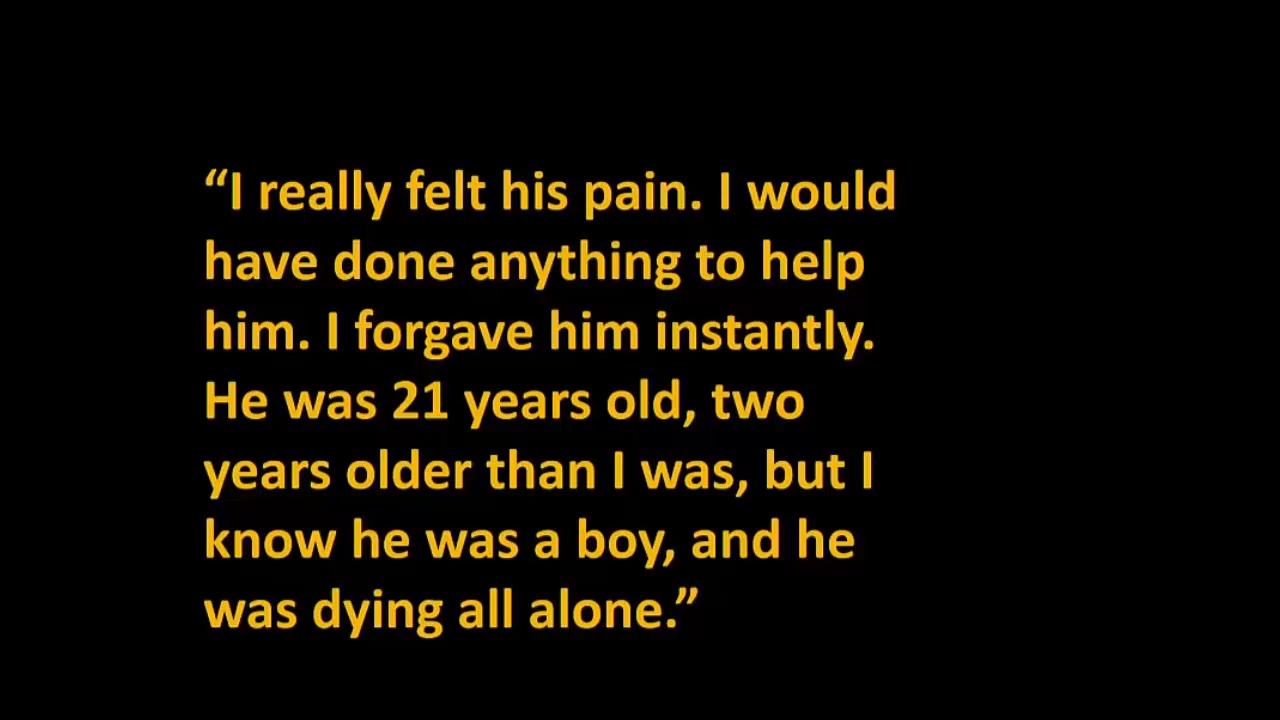 “I really felt his pain. I would
have done anything to help
him. I forgave him instantly.
He was 21 years old, two
years older than I was, but I
know he was a boy, and he
was dying all alone.”